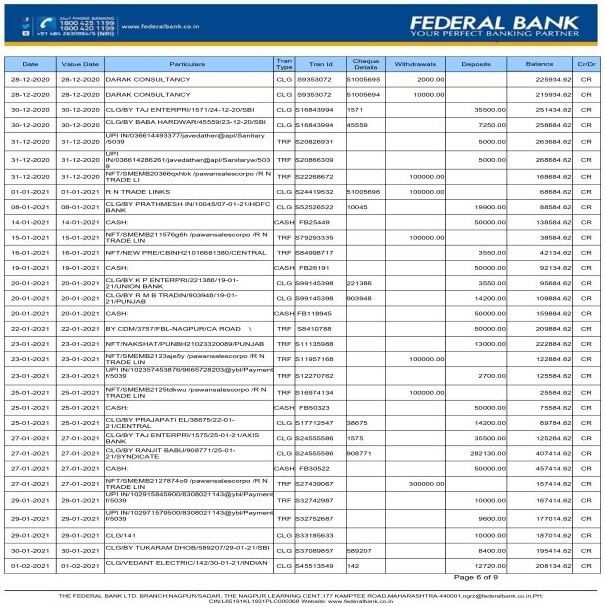 24x7 PHONE BANKING
1800 425 1199
1800 420 1199
+91 484 2630994/5 (NRI)
www.federalbank.co.in
FEDERAL BANK
YOUR PERFECT BANKING PARTNER
Date Value Date Particulars Tran Type Tran Id Cheque Details Withdrawals Deposits Balance Cr/Dr
28-12-2020 28-12-2020 DARAK CONSULTANCY CLG S9353072 51005695 2000.00 225934.62 CR
28-12-2020 28-12-2020 DARAK CONSULTANCY CLG S9353072 51005694 10000.00 215934.62 CR
30-12-2020 30-12-2020 CLG/BY TAJ ENTERPRI/1571/24-12-20/SBI CLG S16843994 1571 35500.00 251434.62 CR
30-12-2020 30-12-2020 CLG/BY BABA HARDWAR/45559/23-12-20/SBI CLG S16843994 45559 7250.00 258684.62 CR
31-12-2020 31-12-2020 UPI IN/036614493377/javedather@apl/Sanitary
/5039 TRF S20826931 5000.00 263684.62 CR
31-12-2020 31-12-2020 UPI
IN/036614286261/javedather@apl/Sanitaryw/503
9 TRF S20866309 5000.00 268684.62 CR
31-12-2020 31-12-2020 NFT/SMEMB20366qxhbk /pawansalescorpo /R N
TRADE LI TRF S22268672 100000.00 168684.62 CR
01-01-2021 01-01-2021 R N TRADE LINKS CLG S24419532 51005696 100000.00 68684.62 CR
08-01-2021 08-01-2021 CLG/BY PRATHMESH IN/10045/07-01-21/HDFC
BANK CLG S52526522 10045 19900.00 88584.62 CR
14-01-2021 14-01-2021 CASH: CASH FB25449 50000.00 138584.62 CR
15-01-2021 15-01-2021 NFT/SMEMB211576g6h /pawansalescorpo /R N
TRADE LIN TRF S79293335 100000.00 38584.62 CR
16-01-2021 16-01-2021 NFT/NEW PRE/CBINH21016681380/CENTRAL TRF S84998717 3550.00 42134.62 CR
19-01-2021 19-01-2021 CASH: CASH FB26191 50000.00 92134.62 CR
20-01-2021 20-01-2021 CLG/BY K P ENTERPRI/221386/19-01-
21/UNION BANK CLG S99145398 221386 3550.00 95684.62 CR
20-01-2021 20-01-2021 CLG/BY R M B TRADIN/903948/19-01-
21/PUNJAB CLG S99145398 903948 14200.00 109884.62 CR
20-01-2021 20-01-2021 CASH: CASH FB118945 50000.00 159884.62 CR
22-01-2021 22-01-2021 BY CDM/3757/FBL-NAGPUR/CA ROAD \ TRF S8410788 50000.00 209884.62 CR
23-01-2021 23-01-2021 NFT/NAKSHAT/PUNBH21023320089/PUNJAB TRF S11135988 13000.00 222884.62 CR
23-01-2021 23-01-2021 NFT/SMEMB2123aje5y /pawansalescorpo /R N
TRADE LIN TRF S11957168 100000.00 122884.62 CR
23-01-2021 23-01-2021 UPI IN/102357453876/9665728203@ybl/Payment
f/5039 TRF S12270762 2700.00 125584.62 CR
25-01-2021 25-01-2021 NFT/SMEMB2125tdkwu /pawansalescorpo /R N
TRADE LIN TRF S16974134 100000.00 25584.62 CR
25-01-2021 25-01-2021 CASH: CASH FB50323 50000.00 75584.62 CR
25-01-2021 25-01-2021 CLG/BY PRAJAPATI EL/38675/22-01-
21/CENTRAL CLG S17712547 38675 14200.00 89784.62 CR
27-01-2021 27-01-2021 CLG/BY TAJ ENTERPRI/1575/25-01-21/AXIS
BANK CLG S24555586 1575 35500.00 125284.62 CR
27-01-2021 27-01-2021 CLG/BY RANJIT BABU/908771/25-01-
21/SYNDICATE CLG S24555586 908771 282130.00 407414.62 CR
27-01-2021 27-01-2021 CASH: CASH FB30522 50000.00 457414.62 CR
27-01-2021 27-01-2021 NFT/SMEMB2127874o9 /pawansalescorpo /R N
TRADE LIN TRF S27439067 300000.00 157414.62 CR
29-01-2021 29-01-2021 UPI IN/102915845900/8308021143@ybl/Payment
f/5039 TRF S32742987 10000.00 167414.62 CR
29-01-2021 29-01-2021 UPI IN/102971579500/8308021143@ybl/Payment
f/5039 TRF S32752687 9600.00 177014.62 CR
29-01-2021 29-01-2021 CLG/141 CLG S33185633 10000.00 187014.62 CR
30-01-2021 30-01-2021 CLG/BY TUKARAM DHOB/589207/29-01-21/SBI CLG S37089857 589207 8400.00 195414.62 CR
01-02-2021 01-02-2021 CLG/VEDANT ELECTRIC/142/30-01-21/INDIAN CLG S45513549 142 12720.00 208134.62 CR
Page 6 of 9
THE FEDERAL BANK LTD. BRANCH:NAGPUR/SADAR, THE NAGPUR LEARNING CENT,177 KAMPTEE ROAD,MAHARASHTRA-440001,ngrz@federalbank.co.in,PH:
CIN:L65191KL1931PLC000368 Website: www.federalbank.co.in